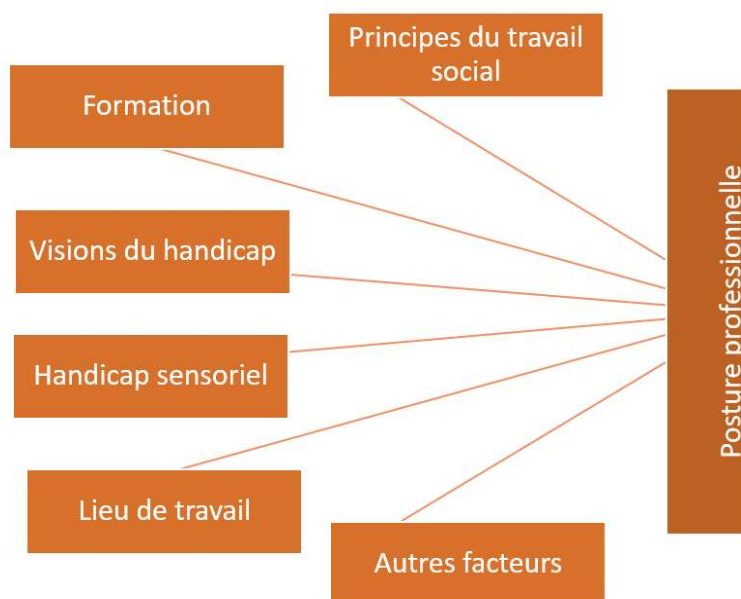 Principes du travail
social
Formation
Visions du handicap
Handicap sensoriel
Lieu de travail
Autres facteurs
Posture professionnelle